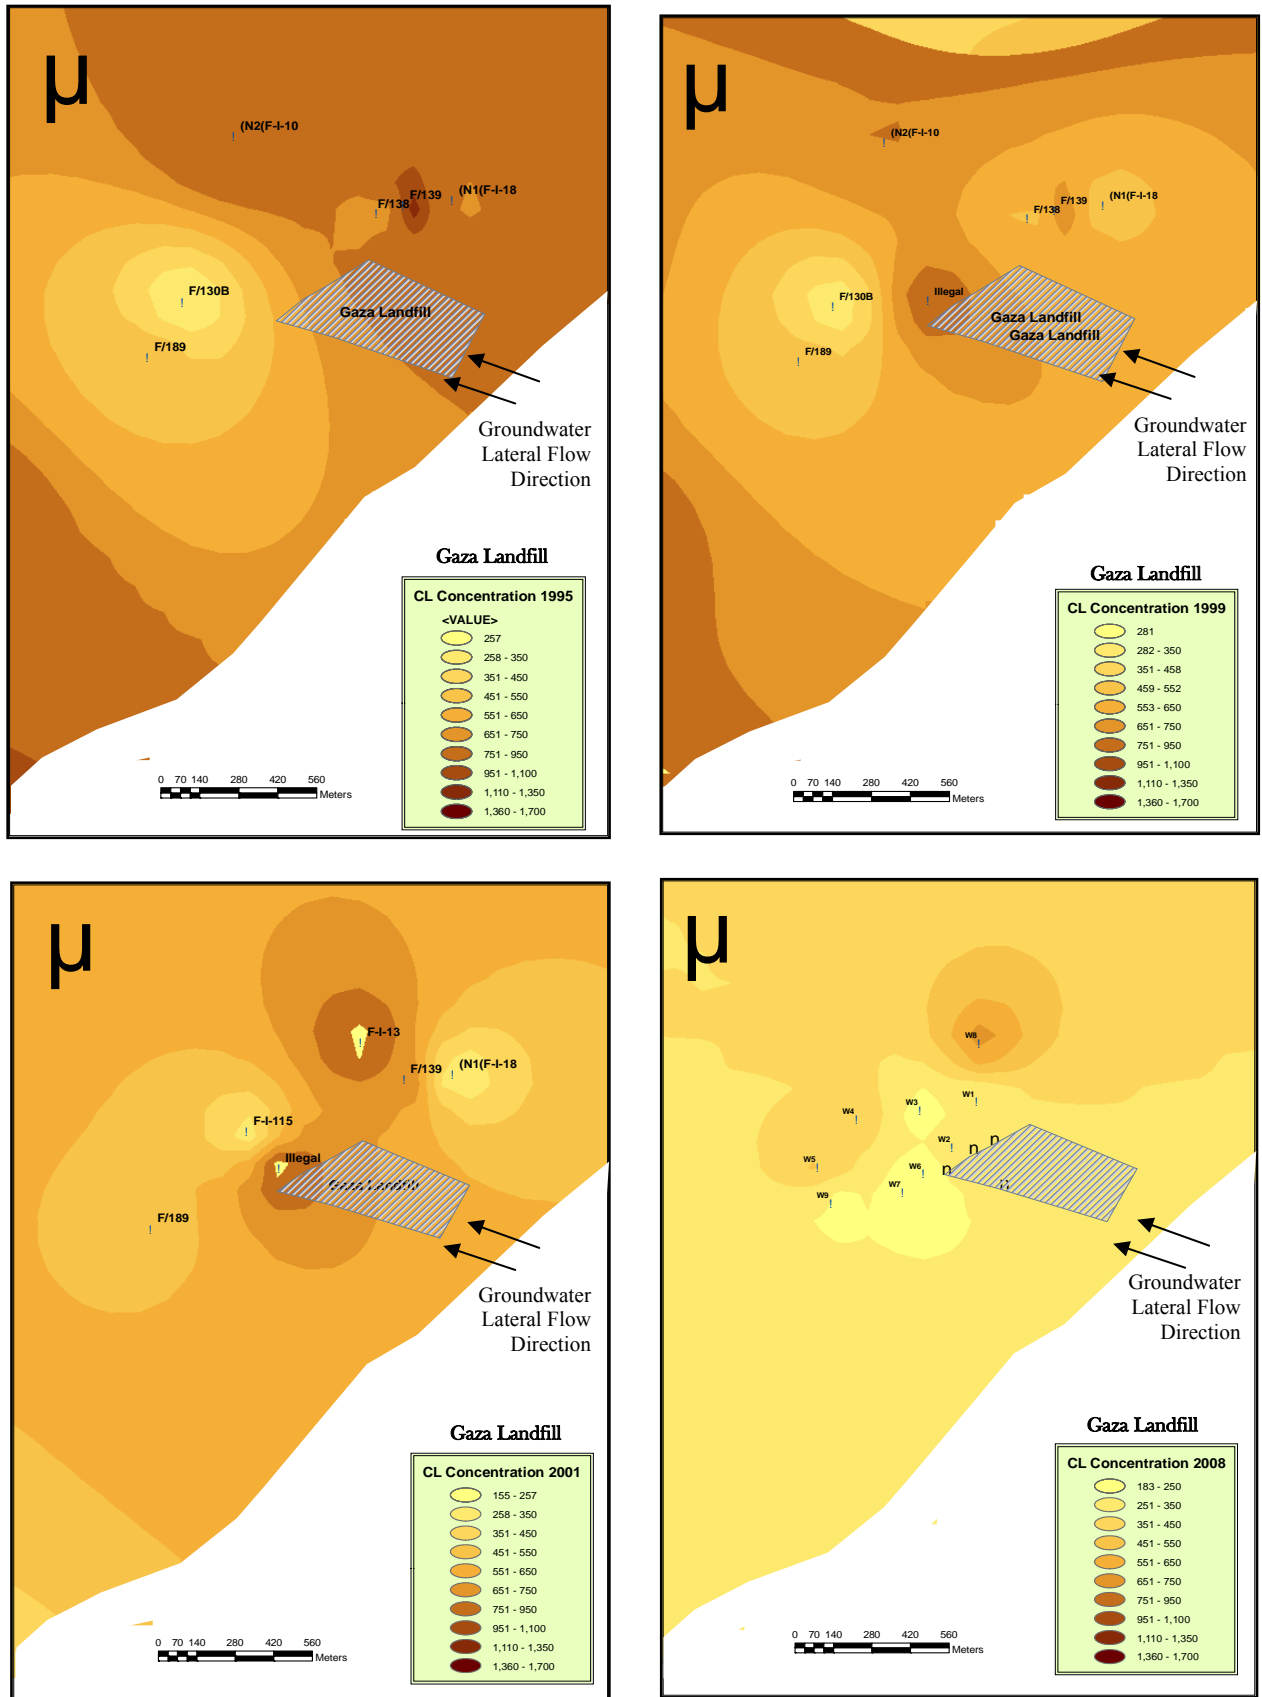 µ
(N2(F-I-10
F/139
(N1(F-I-18
F/138
F/130B
Gaza Landfill
F/189
Groundwater
Lateral Flow
Direction
Gaza Landfill
CL Concentration 1995
<VALUE>
257
258 - 350
351 - 450
451 - 550
551 - 650
651 - 750
751 - 950
951 - 1,100
1,110 - 1,350
1,360 - 1,700
0 70 140 280 420 560
Meters
µ
(N2(F-I-10
F/139
(N1(F-I-18
F/138
Illegal
F/130B
Gaza Landfill
Gaza Landfill
F/189
Groundwater
Lateral Flow
Direction
Gaza Landfill
CL Concentration 1999
281
282 - 350
351 - 458
459 - 552
553 - 650
651 - 750
751 - 950
951 - 1,100
1,110 - 1,350
1,360 - 1,700
0 70 140 280 420 560
Meters
µ
F-I-13
F/139
(N1(F-I-18
F-I-115
Illegal
Gaza Landfill
F/189
Groundwater
Lateral Flow
Direction
Gaza Landfill
CL Concentration 2001
155 - 257
258 - 350
351 - 450
451 - 550
551 - 650
651 - 750
751 - 950
951 - 1,100
1,110 - 1,350
1,360 - 1,700
0 70 140 280 420 560
Meters
µ
W8
W1
W3
W4
W2
n n
W5
W6
n
n
W7
W9
Groundwater
Lateral Flow
Direction
Gaza Landfill
CL Concentration 2008
183 - 250
251 - 350
351 - 450
451 - 550
551 - 650
651 - 750
751 - 950
951 - 1,100
1,110 - 1,350
1,360 - 1,700
0 70 140 280 420 560
Meters